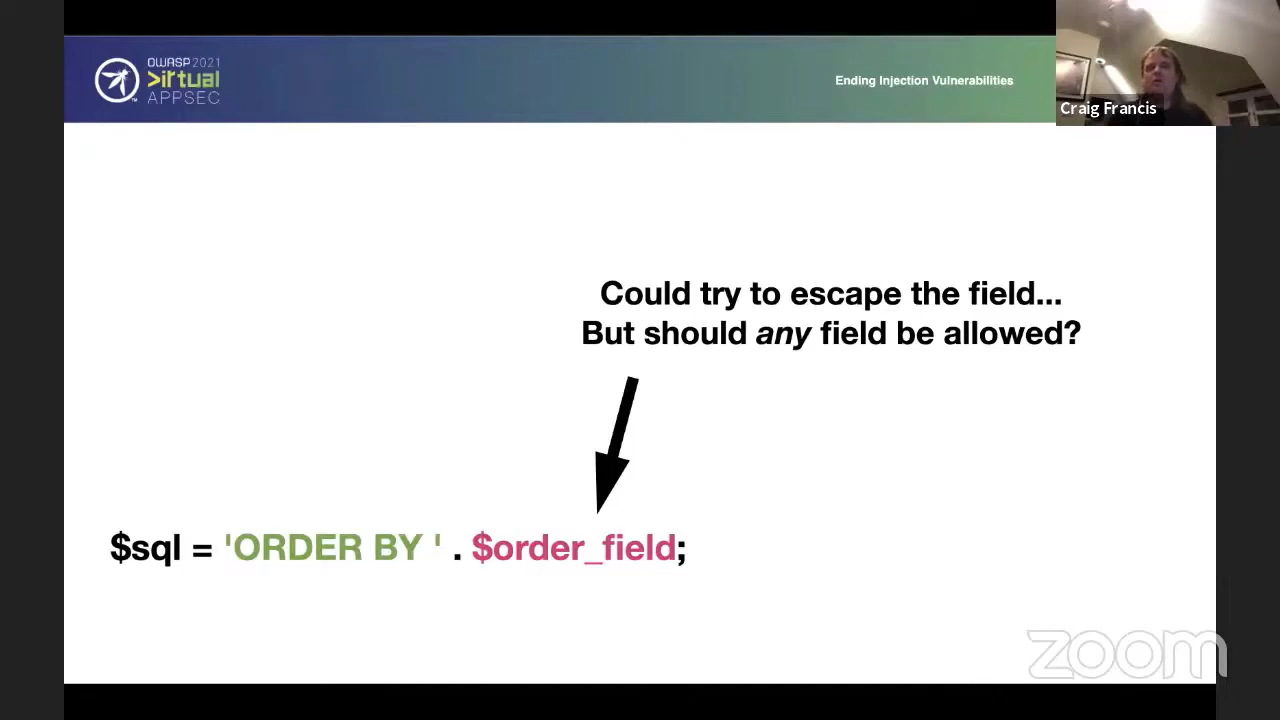 OWASP 2021
>irtual
APPSEC
Ending Injection Vulnerabilities
Craig Francis
Could try to escape the field...
But should any field be allowed?
$sql = 'ORDER BY ' . $order_field;
zoom